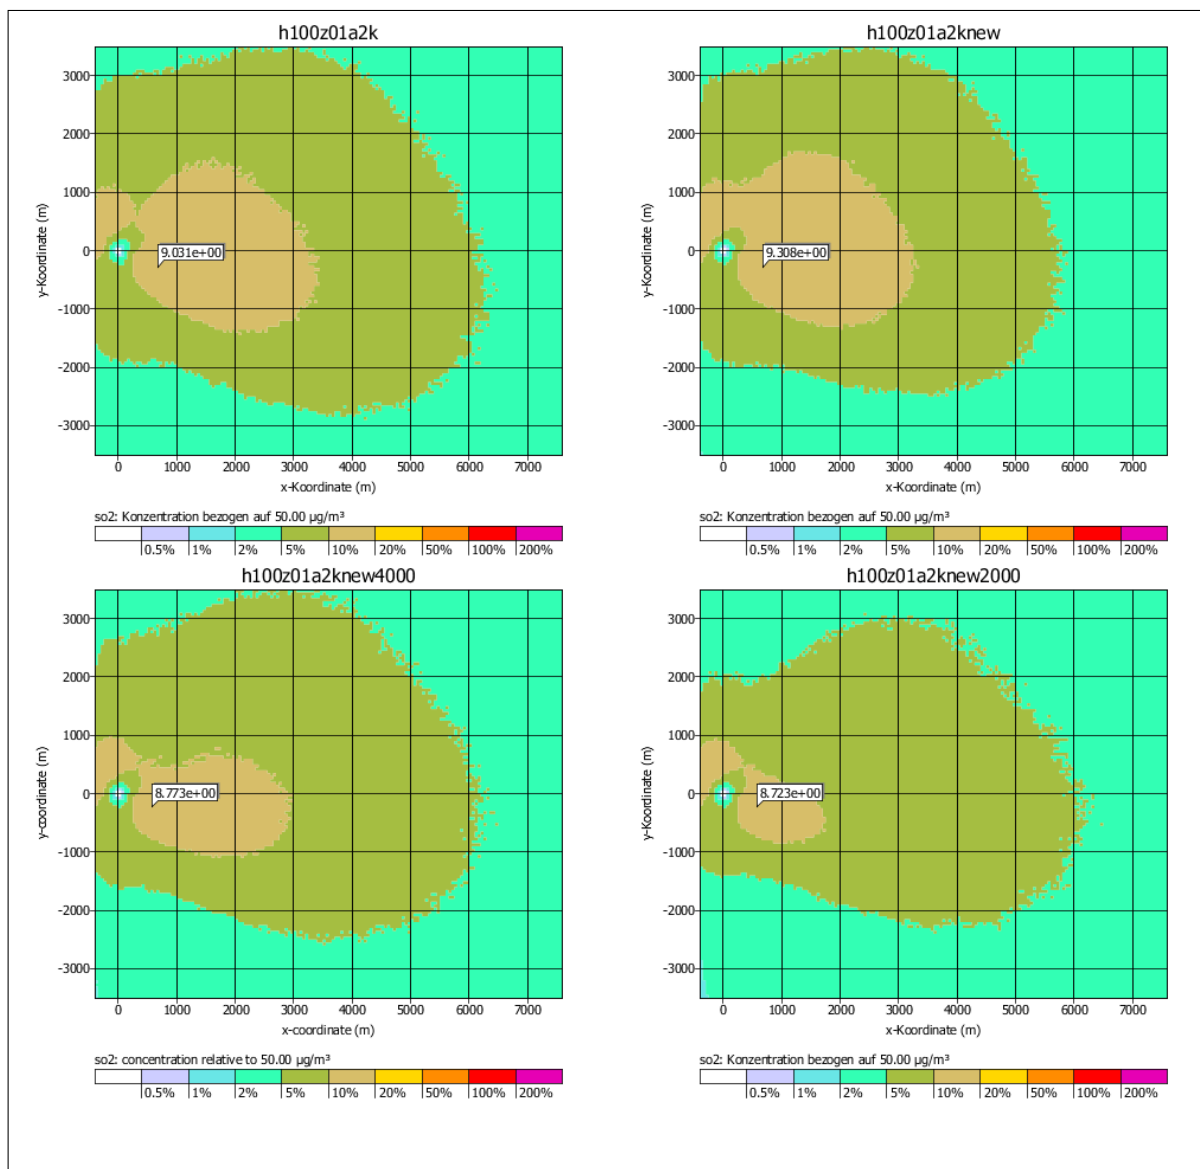 h100z01a2k
3500
3000
2000
1000
0
-1000
-2000
-3000
y-Koordinate (m)
9.031e+00
0 1000 2000 3000 4000 5000 6000 7000
x-Koordinate (m)
so2: Konzentration bezogen auf 50.00 µg/m³
0.5% 1% 2% 5% 10% 20% 50% 100% 200%
h100z01a2knew
3000
2000
1000
0
-1000
-2000
-3000
y-Koordinate (m)
9.308e+00
0 1000 2000 3000 4000 5000 6000 7000
x-Koordinate (m)
so2: Konzentration bezogen auf 50.00 µg/m³
0.5% 1% 2% 5% 10% 20% 50% 100% 200%
h100z01a2knew4000
3000
2000
1000
0
-1000
-2000
-3000
y-coordinate (m)
8.773e+00
0 1000 2000 3000 4000 5000 6000 7000
x-coordinate (m)
so2: concentration relative to 50.00 µg/m³
0.5% 1% 2% 5% 10% 20% 50% 100% 200%
h100z01a2knew2000
3000
2000
1000
0
-1000
-2000
-3000
y-Koordinate (m)
8.723e+00
0 1000 2000 3000 4000 5000 6000 7000
x-Koordinate (m)
so2: Konzentration bezogen auf 50.00 µg/m³
0.5% 1% 2% 5% 10% 20% 50% 100% 200%